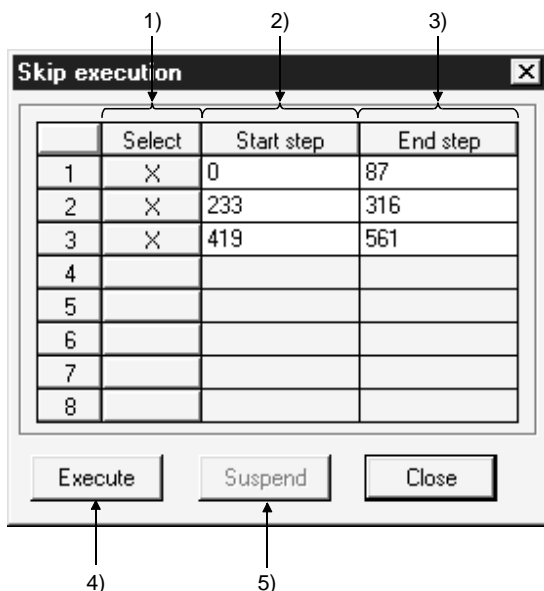 1) 2) 3)
Skip execution
Select Start step End step
1 X 0 87
2 X 233 316
3 X 419 561
4
5
6
7
8
Execute Suspend Close
4) 5)